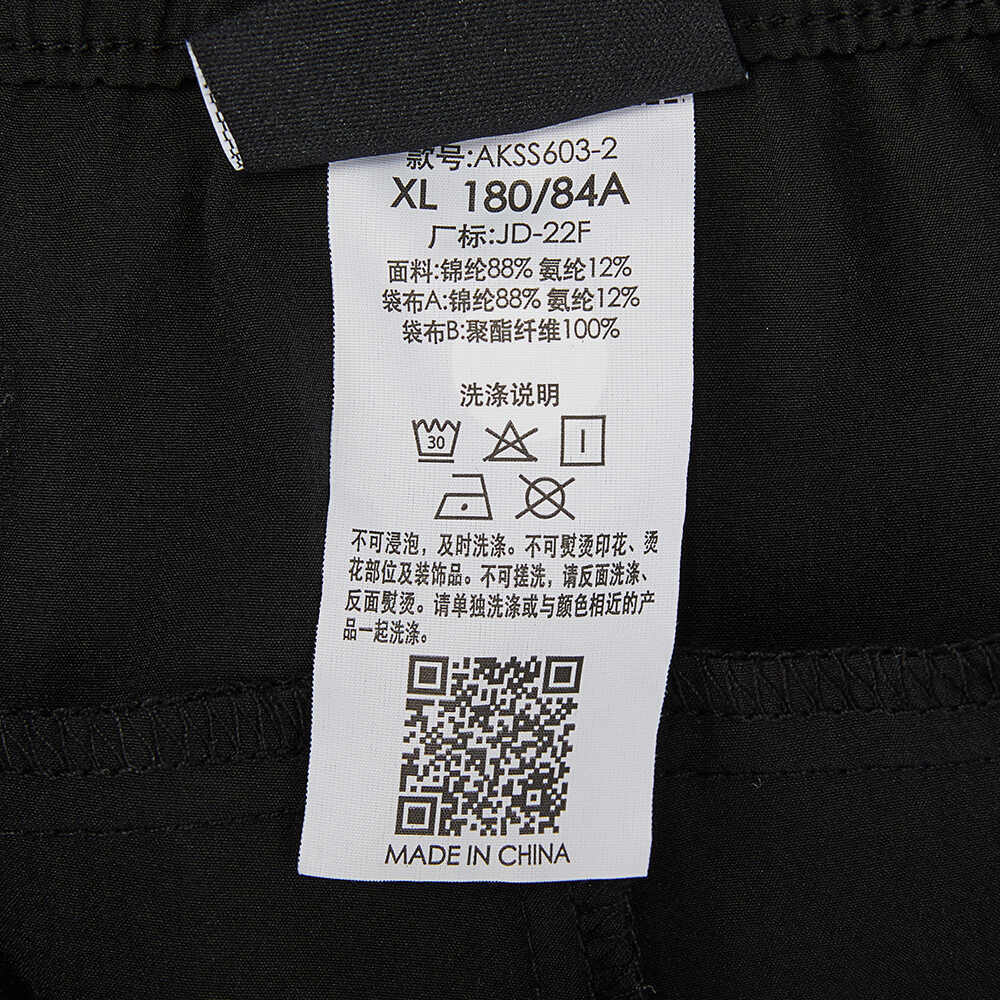 款号:AKSS603-2
XL 180/84A
厂标:JD-22F
面料:锦纶88% 氨纶12%
袋布A:锦纶88% 氨纶12%
袋布B:聚酯纤维100%
洗涤说明
30
不可浸泡，及时洗涤。不可熨烫印花、烫
花部位及装饰品。不可搓洗，请反面洗涤、
反面熨烫。请单独洗涤或与颜色相近的产
品一起洗涤。
MADE IN CHINA